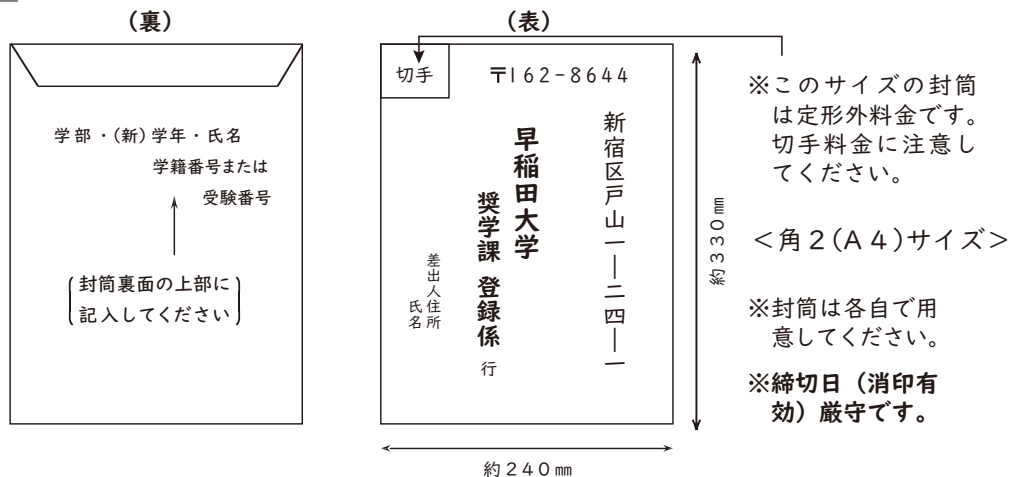 （裏）
学部・（新）学年・氏名
学籍番号または
受験番号
封筒裏面の上部に
記入してください
（表）
切手
〒162-8644
新宿区戸山一―二四―一
早稲田大学
奨学課 登録係 行
差出人住所
氏名
約330㎜
約240㎜
※このサイズの封筒
は定形外料金です。
切手料金に注意し
てください。
＜角2（A4）サイズ＞
※封筒は各自で用
意してください。
※締切日（消印有
効）厳守です。